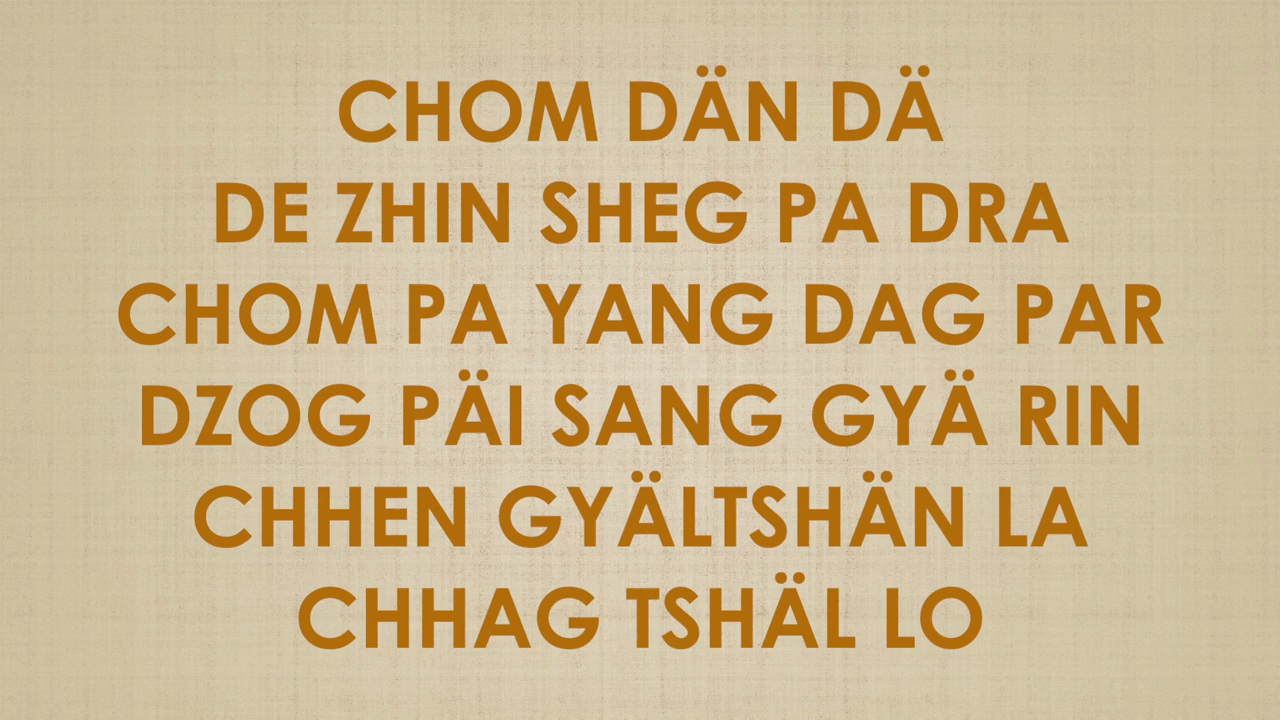 CHOM DÄN DÄ
DE ZHIN SHEG PA DRA
CHOM PA YANG DAG PAR
DZOG PÄI SANG GYÄ RIN
CHHEN GYÄLTSHÄN LA
CHHAG TSHÄL LO